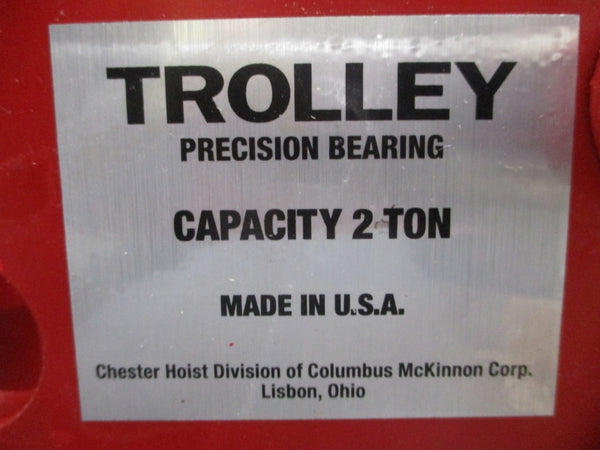 TROLLEY
PRECISION BEARING
CAPACITY 2 TON
MADE IN U.S.A.
Chester Hoist Division of Columbus McKinnon Corp.
Lisbon, Ohio